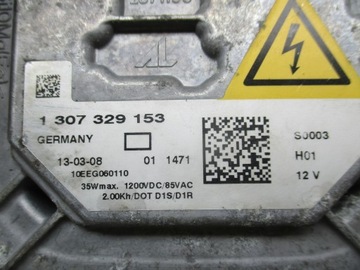 1 307 329 153
GERMANY
S0003
13-03-08
01 1471
H01
10EEG060110
12 V
35Wmax. 1200VDC/85VAC
2.00Kh/DOT D1S/D1R